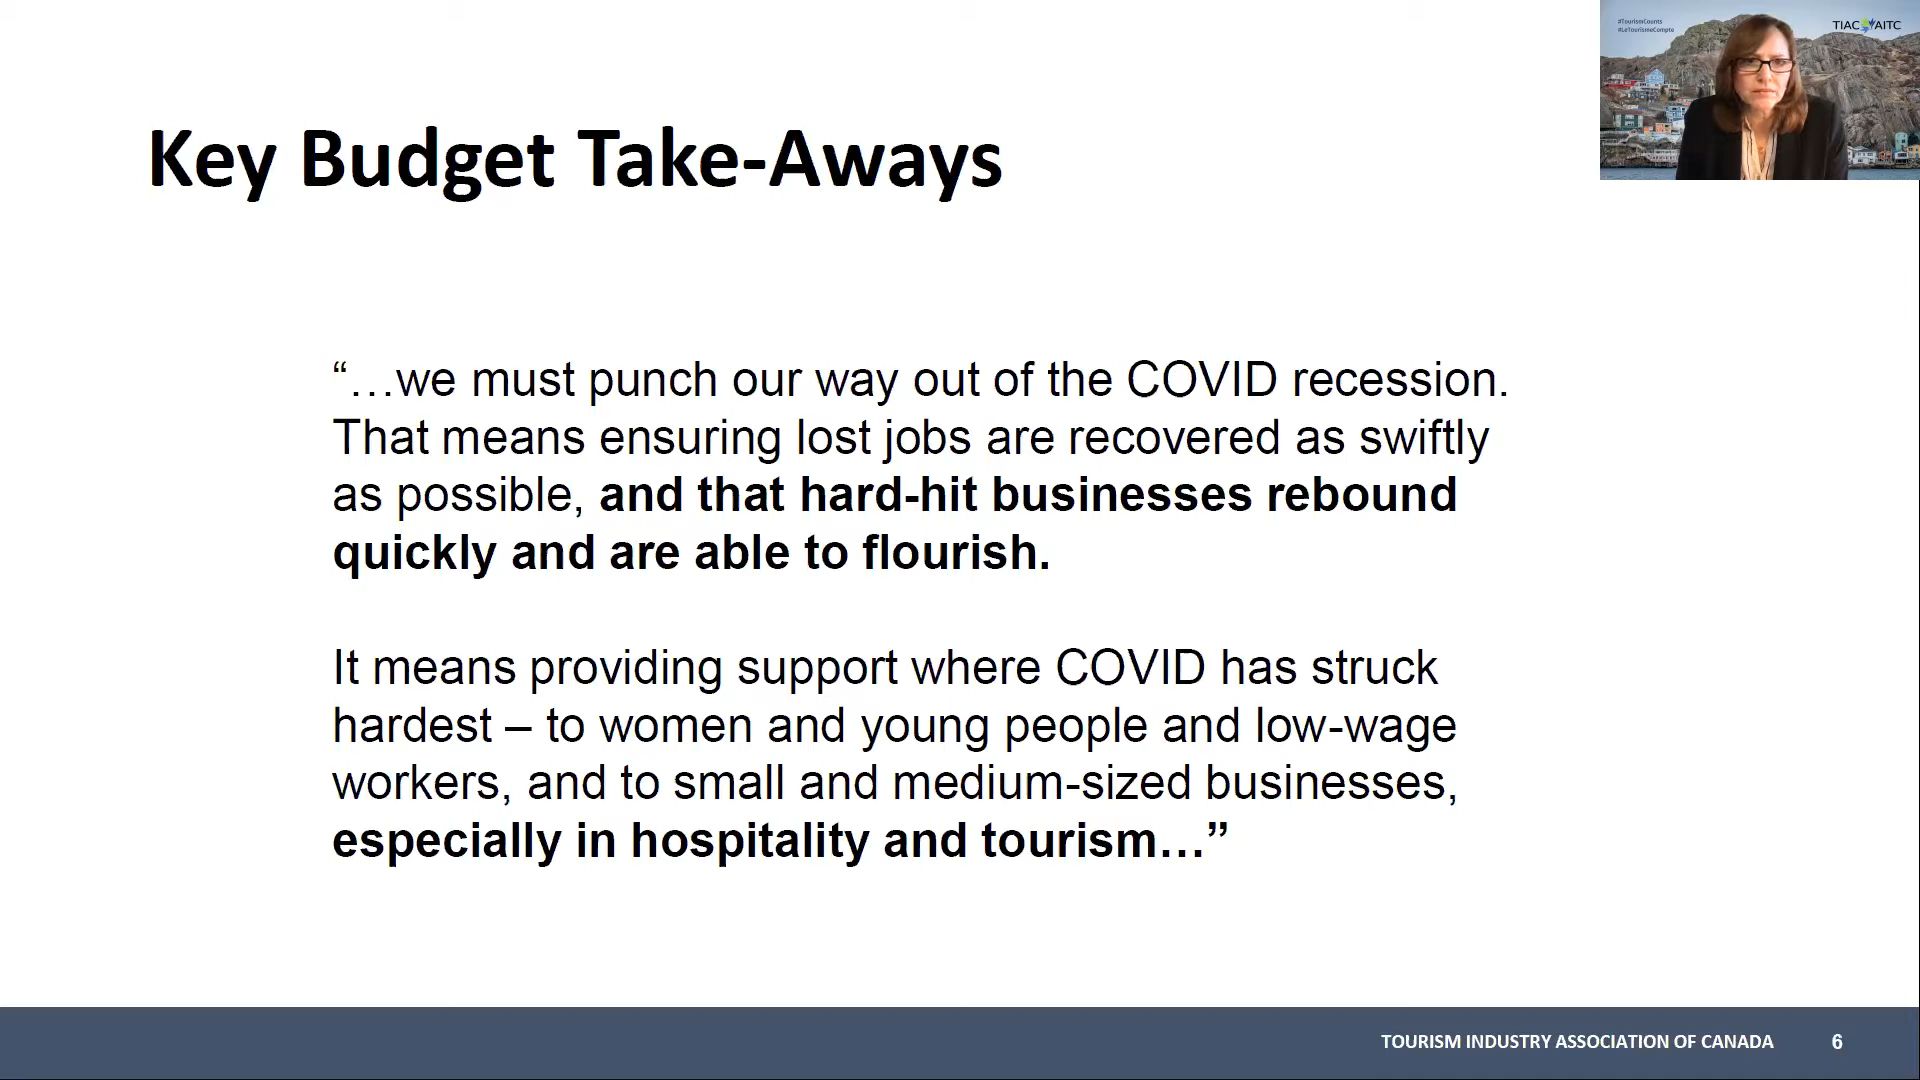 #TourismCounts
#LeTourismeCompte
TIAC AITC
Key Budget Take-Aways
“…we must punch our way out of the COVID recession.
That means ensuring lost jobs are recovered as swiftly
as possible, and that hard-hit businesses rebound
quickly and are able to flourish.
It means providing support where COVID has struck
hardest – to women and young people and low-wage
workers, and to small and medium-sized businesses,
especially in hospitality and tourism…”
TOURISM INDUSTRY ASSOCIATION OF CANADA
6